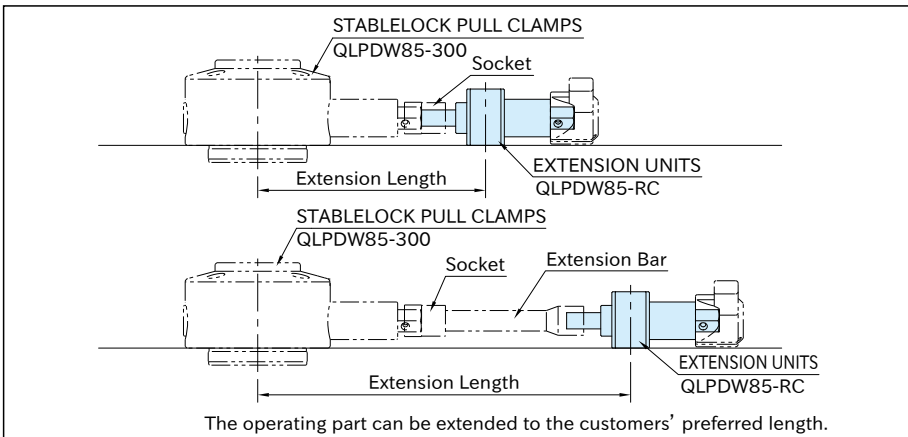 STABLELOCK PULL CLAMPS
QLPDW85-300
Socket
EXTENSION UNITS
QLPDW85-RC
Extension Length
STABLELOCK PULL CLAMPS
QLPDW85-300
Socket
Extension Bar
EXTENSION UNITS
QLPDW85-RC
Extension Length
The operating part can be extended to the customers’ preferred length.